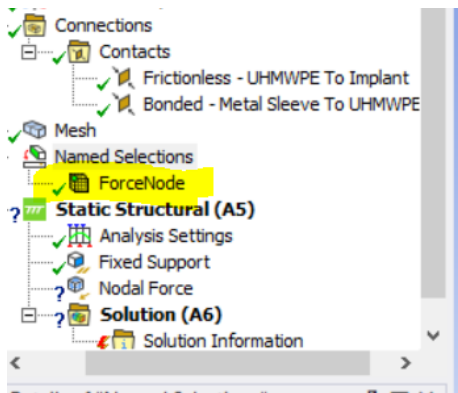 Connections
Contacts
Frictionless - UHMWPE To Implant
Bonded - Metal Sleeve To UHMWPE
Mesh
Named Selections
ForceNode
Static Structural (A5)
Analysis Settings
Fixed Support
Nodal Force
Solution (A6)
Solution Information